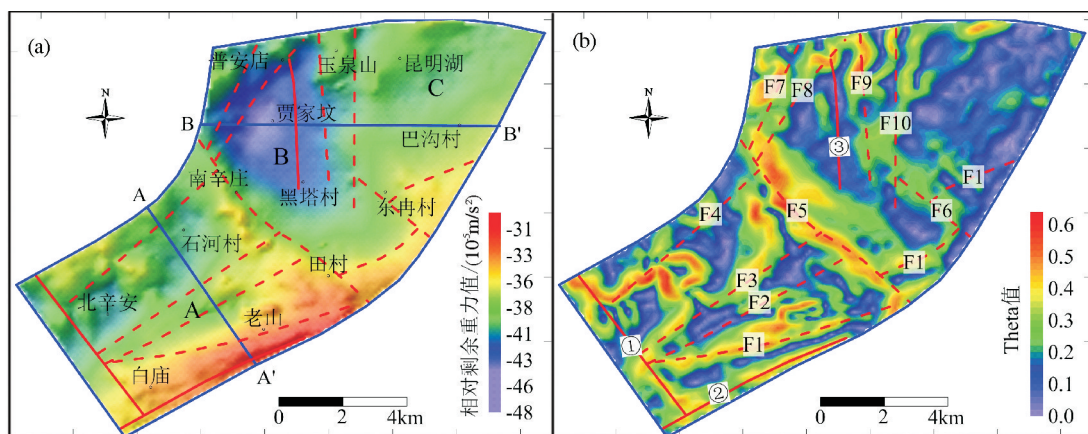 (a)
普安店
玉泉山
昆明湖
C
N
贾家坟
B
B'
巴沟村
B
南辛庄
黑塔村
东冉村
A
石河村
田村
北辛安
A
老山
白庙
A'
0 2 4km
相对剩余重力值/(10⁵m/s²)
-31
-33
-35
-36
-38
-39
-41
-43
-46
-48
(b)
F7
F8
F9
F10
N
③
F1
F4
F5
F6
F3
F1
F2
①
F1
②
0 2 4km
Theta值
0.6
0.5
0.4
0.3
0.2
0.1
0.0